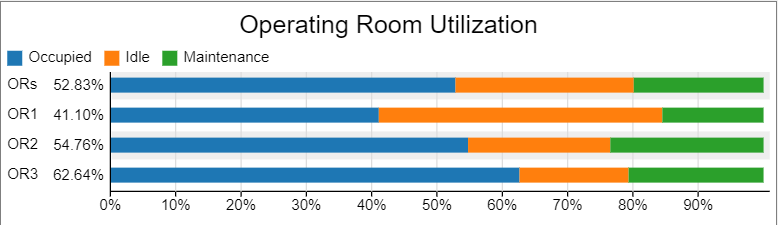 Operating Room Utilization
Occupied Idle Maintenance
ORs 52.83%
OR1 41.10%
OR2 54.76%
OR3 62.64%
0% 10% 20% 30% 40% 50% 60% 70% 80% 90%